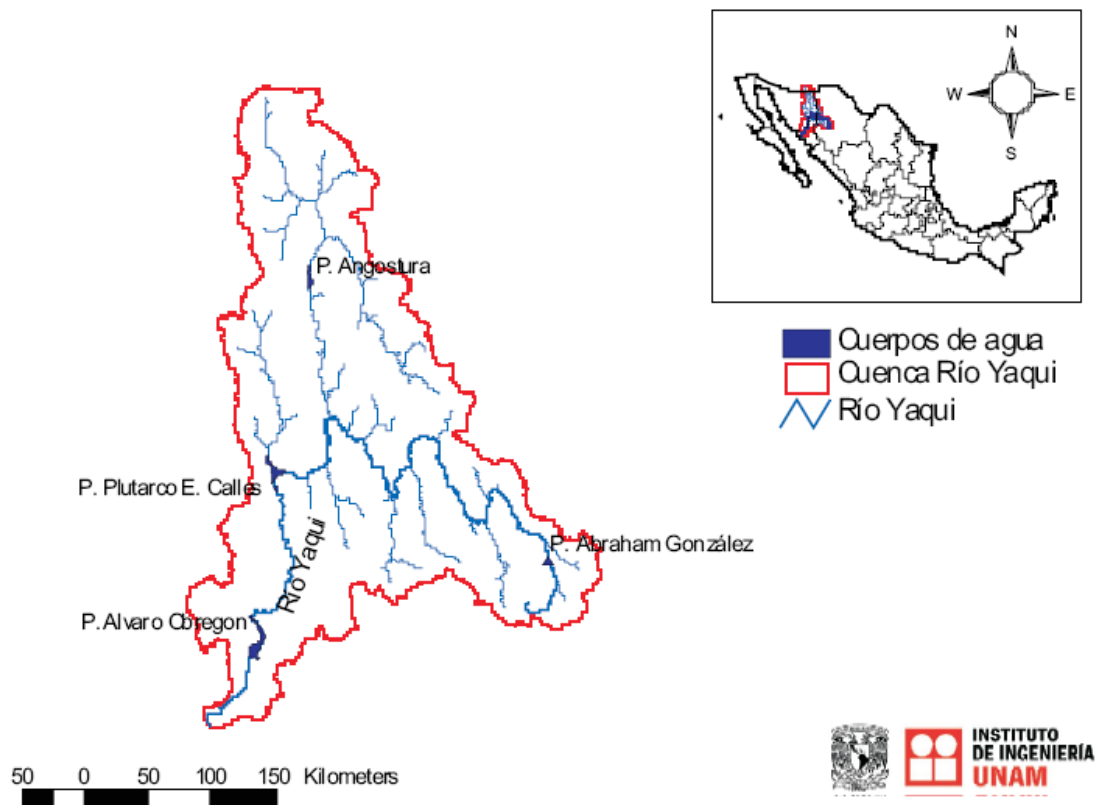 N
W E
S
P. Angostura
Cuerpos de agua
Cuenca Río Yaqui
Río Yaqui
P. Plutarco E. Calles
Río Yaqui
P. Abraham González
P. Alvaro Obregon
50 0 50 100 150 Kilometers
INSTITUTO
DE INGENIERÍA
UNAM